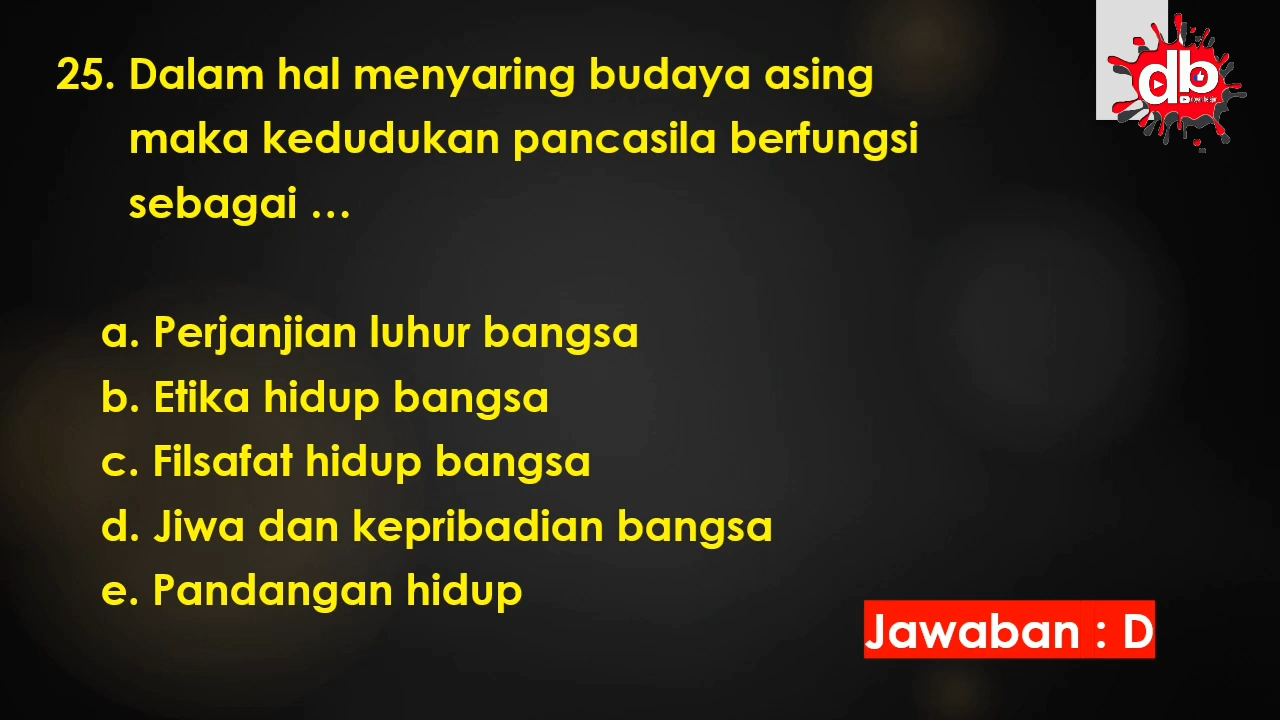 25. Dalam hal menyaring budaya asing
maka kedudukan pancasila berfungsi
sebagai …
a. Perjanjian luhur bangsa
b. Etika hidup bangsa
c. Filsafat hidup bangsa
d. Jiwa dan kepribadian bangsa
e. Pandangan hidup
Jawaban : D
db